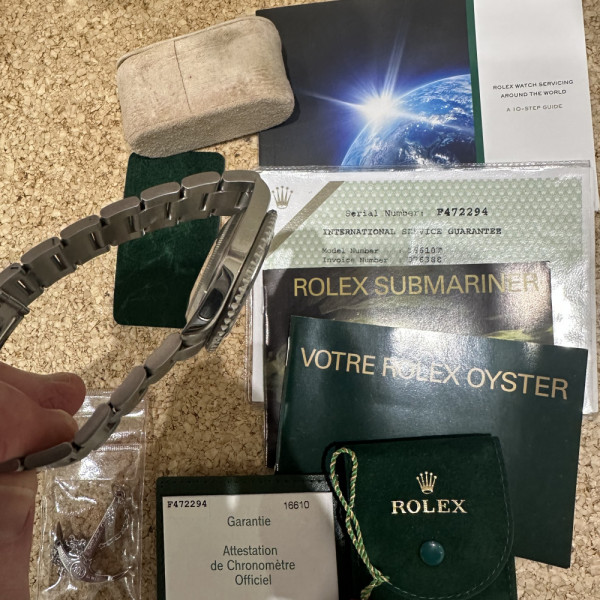 ROLEX WATCH SERVICING
AROUND THE WORLD
A 10-STEP GUIDE
Serial Number: F472294
INTERNATIONAL SERVICE GUARANTEE
Model Number
Invoice Number
ROLEX SUBMARINER
VOTRE ROLEX OYSTER
ROLEX
F472294 16610
Garantie
Attestation
de Chronomètre
Officiel